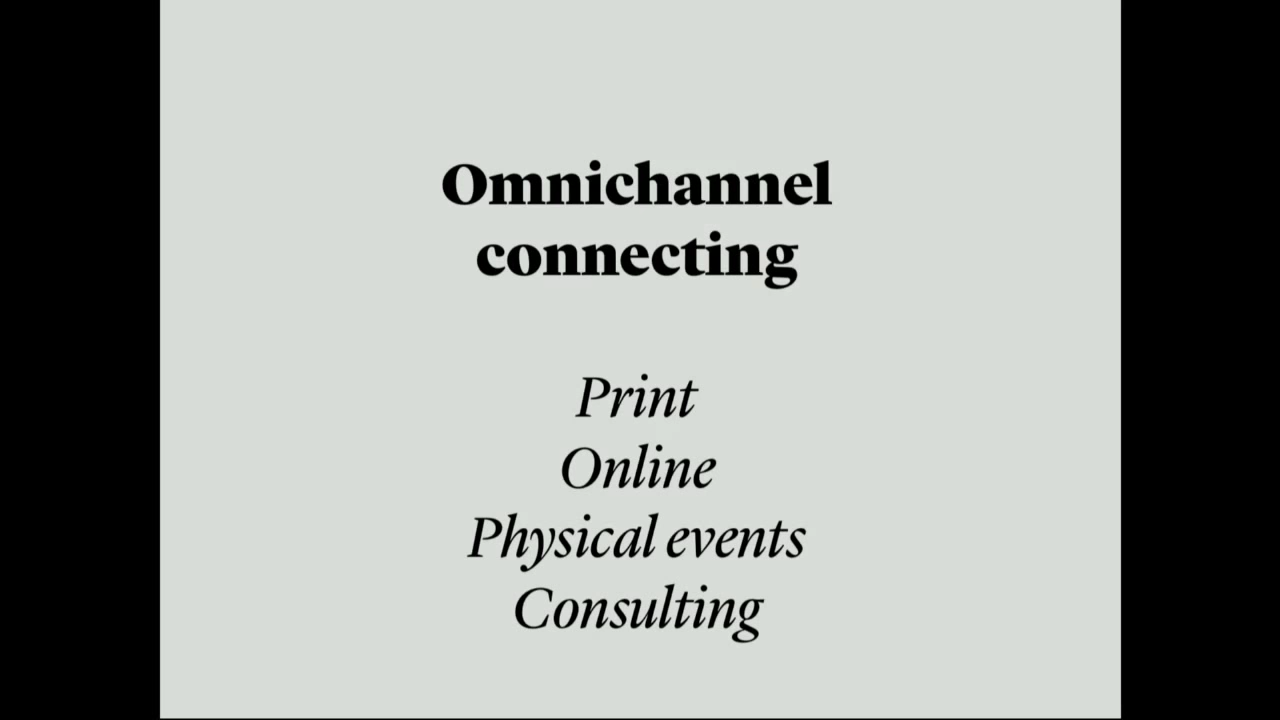 Omnichannel
connecting
Print
Online
Physical events
Consulting